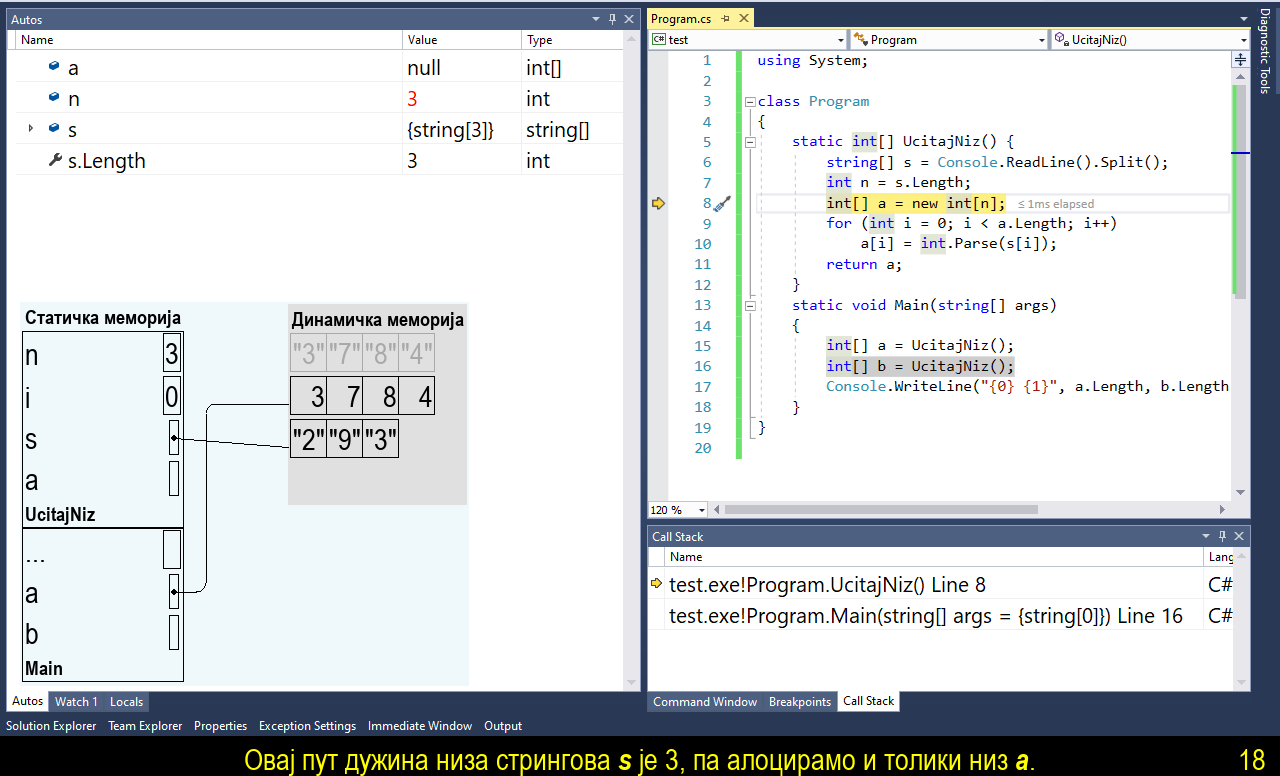 Autos
Name Value Type
a null int[]
n 3 int
s {string[3]} string[]
s.Length 3 int
Статичка меморија
n 3
i 0
s
a
UcitajNiz
...
a
b
Main
Динамичка меморија
"3" "7" "8" "4"
3 7 8 4
"2" "9" "3"
Autos Watch 1 Locals
Program.cs
C# test Program UcitajNiz()
1 using System;
2
3 class Program
4 {
5 static int[] UcitajNiz() {
6 string[] s = Console.ReadLine().Split();
7 int n = s.Length;
8 int[] a = new int[n]; ≤ 1ms elapsed
9 for (int i = 0; i < a.Length; i++)
10 a[i] = int.Parse(s[i]);
11 return a;
12 }
13 static void Main(string[] args)
14 {
15 int[] a = UcitajNiz();
16 int[] b = UcitajNiz();
17 Console.WriteLine("{0} {1}", a.Length, b.Length
18 }
19 }
20
120 %
Diagnostic Tools
Call Stack
Name Lang
test.exe!Program.UcitajNiz() Line 8 C#
test.exe!Program.Main(string[] args = {string[0]}) Line 16 C#
Command Window Breakpoints Call Stack
Solution Explorer Team Explorer Properties Exception Settings Immediate Window Output
Овај пут дужина низа стрингова s је 3, па алоцирамо и толики низ a.
18